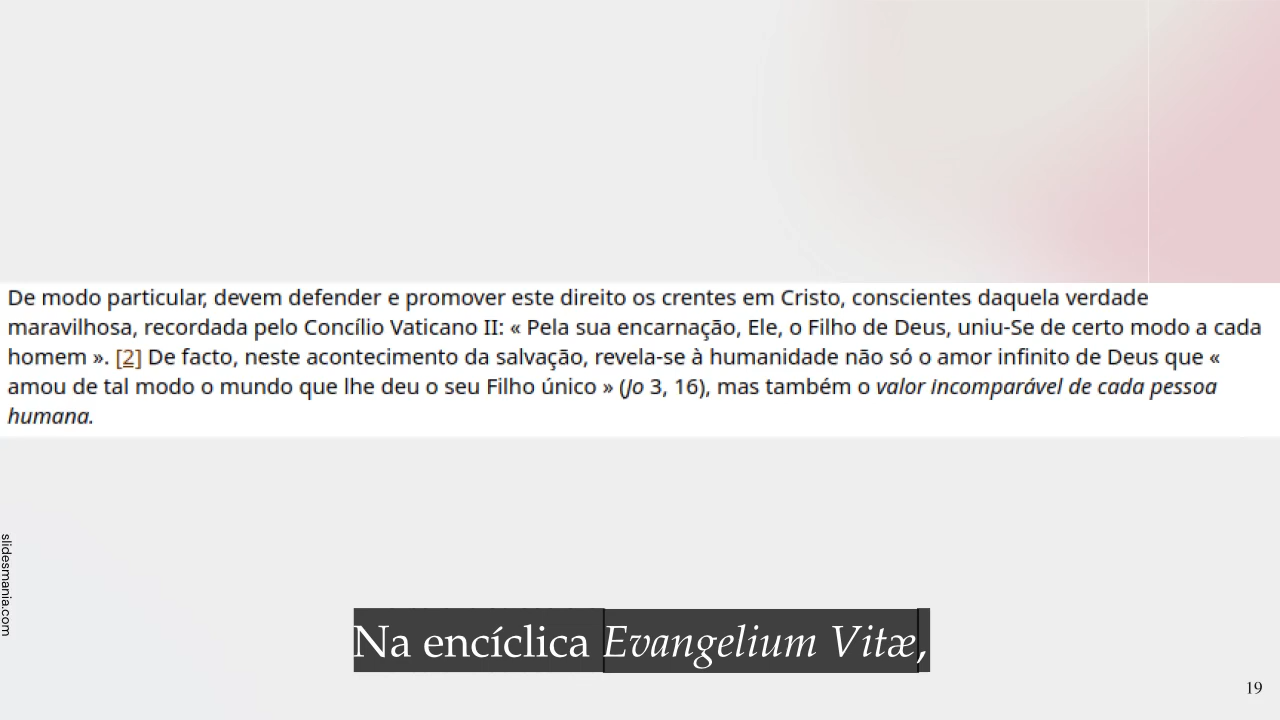 De modo particular, devem defender e promover este direito os crentes em Cristo, conscientes daquela verdade
maravilhosa, recordada pelo Concílio Vaticano II: « Pela sua encarnação, Ele, o Filho de Deus, uniu-Se de certo modo a cada
homem ». [2] De facto, neste acontecimento da salvação, revela-se à humanidade não só o amor infinito de Deus que «
amou de tal modo o mundo que lhe deu o seu Filho único » (Jo 3, 16), mas também o valor incomparável de cada pessoa
humana.
slidesmania.com
Na encíclica Evangelium Vitæ,
19